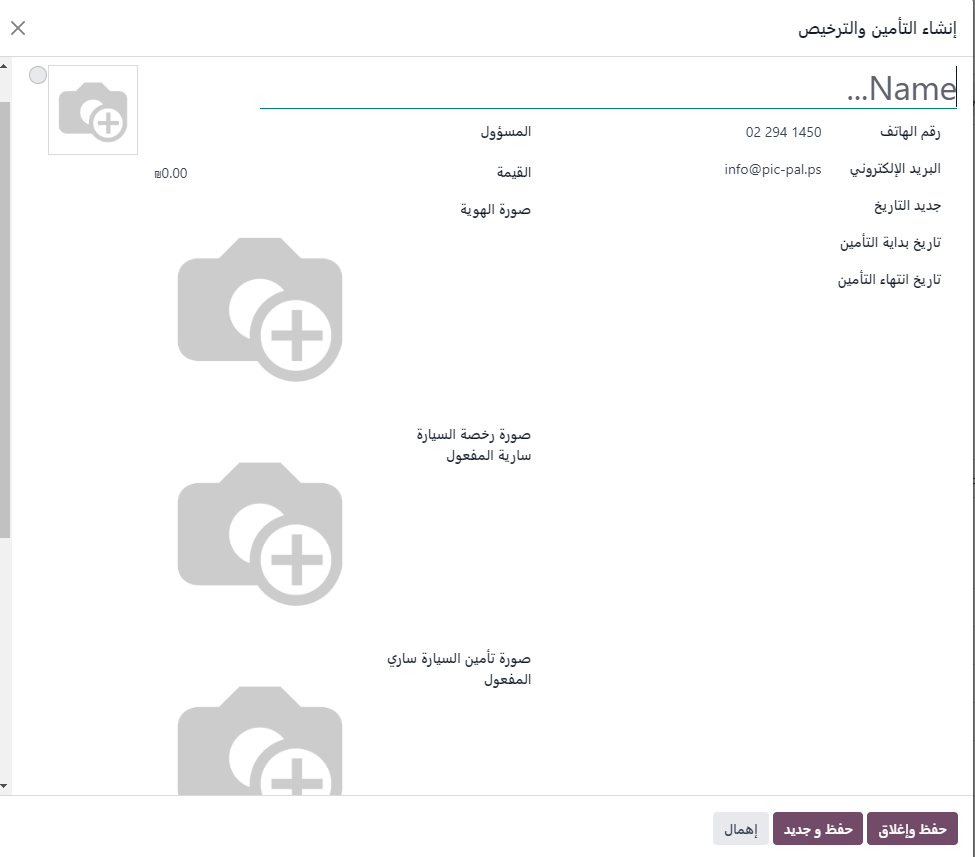 إنشاء التأمين والترخيص
Name...
رقم الهاتف
02 294 1450
البريد الإلكتروني
info@pic-pal.ps
جديد التاريخ
تاريخ بداية التأمين
تاريخ انتهاء التأمين
المسؤول
القيمة
₪0.00
صورة الهوية
صورة رخصة السيارة
سارية المفعول
صورة تأمين السيارة ساري
المفعول
حفظ وإغلاق
حفظ و جديد
إهمال